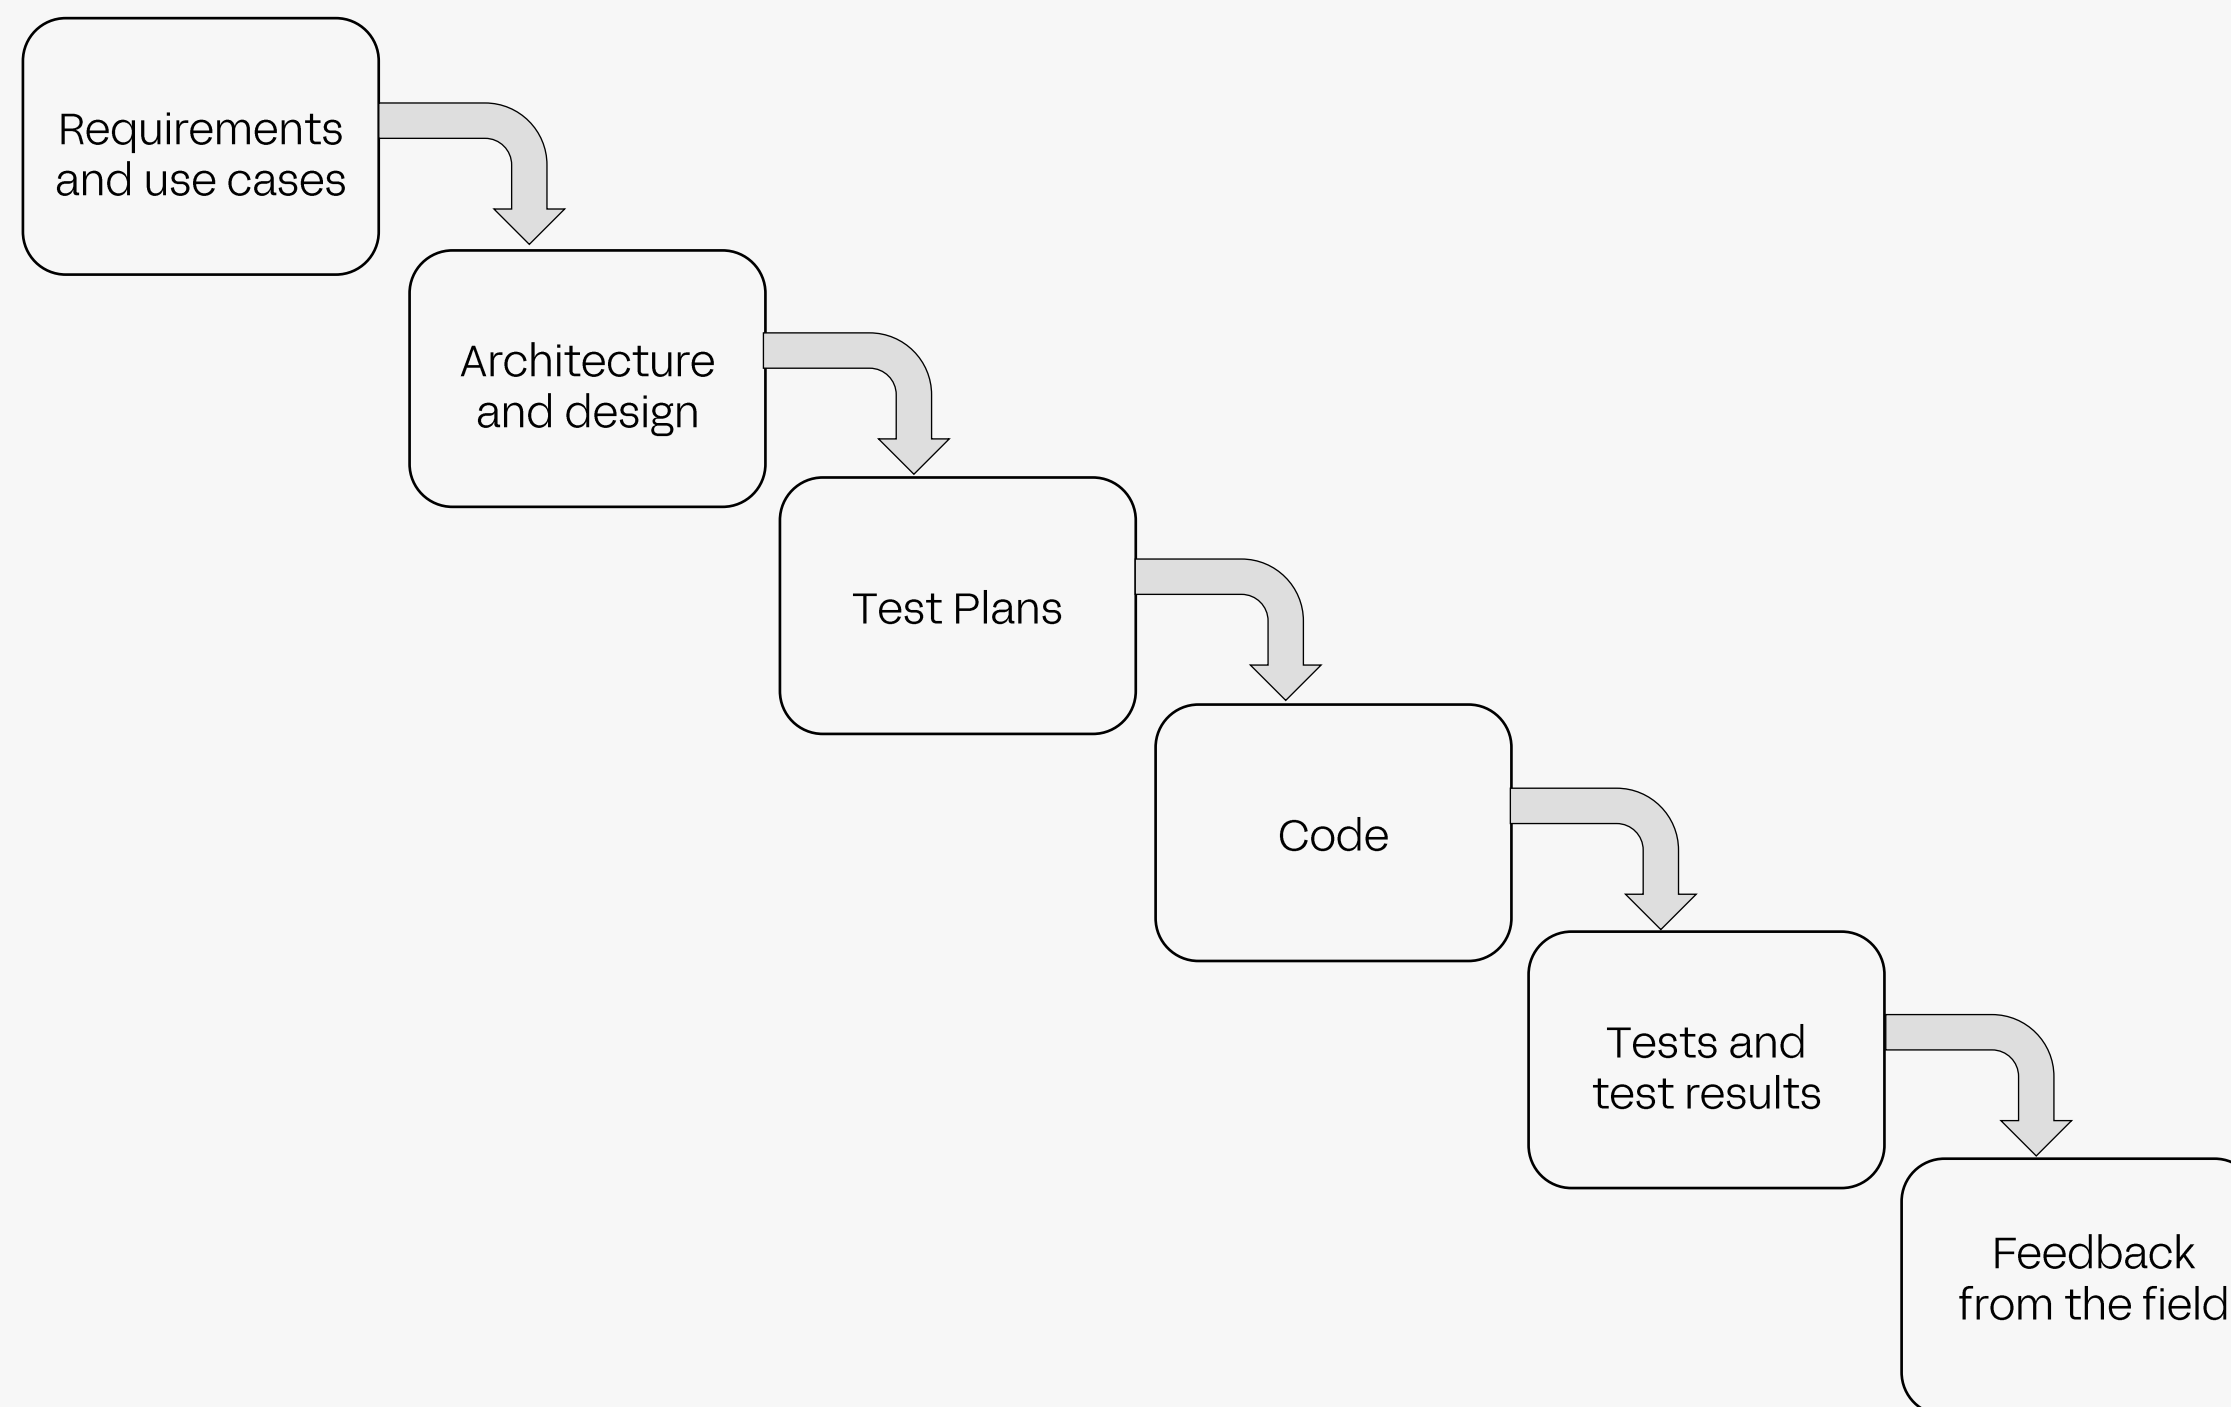 Requirements
and use cases
Architecture
and design
Test Plans
Code
Tests and
test results
Feedback
from the field